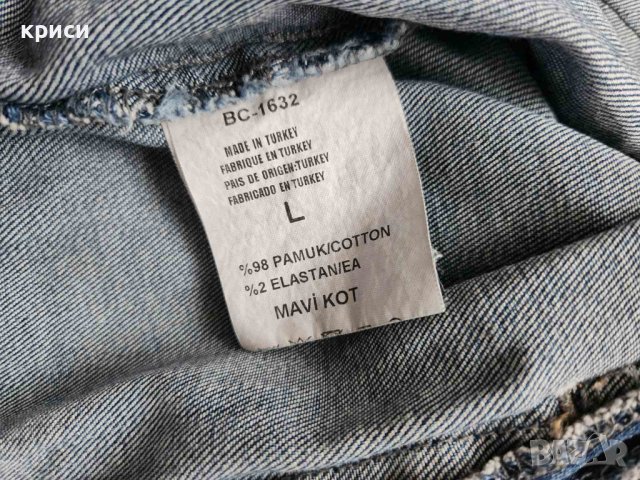 криси
BC-1632
MADE IN TURKEY
FABRIQUE EN TURKEY
PAIS DE ORIGEN:TURKEY
FABRICADO EN TURKEY
L
%98 PAMUK/COTTON
%2 ELASTAN/EA
MAVİ KOT
BAZAR